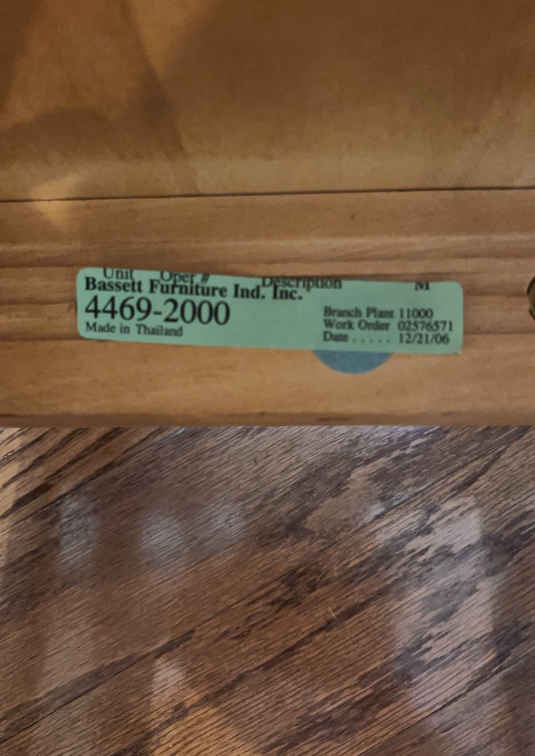 Unit Oper # Description M
Bassett Furniture Ind. Inc.
4469-2000
Made in Thailand
Branch Plant 11000
Work Order 02576571
Date ..... 12/21/06